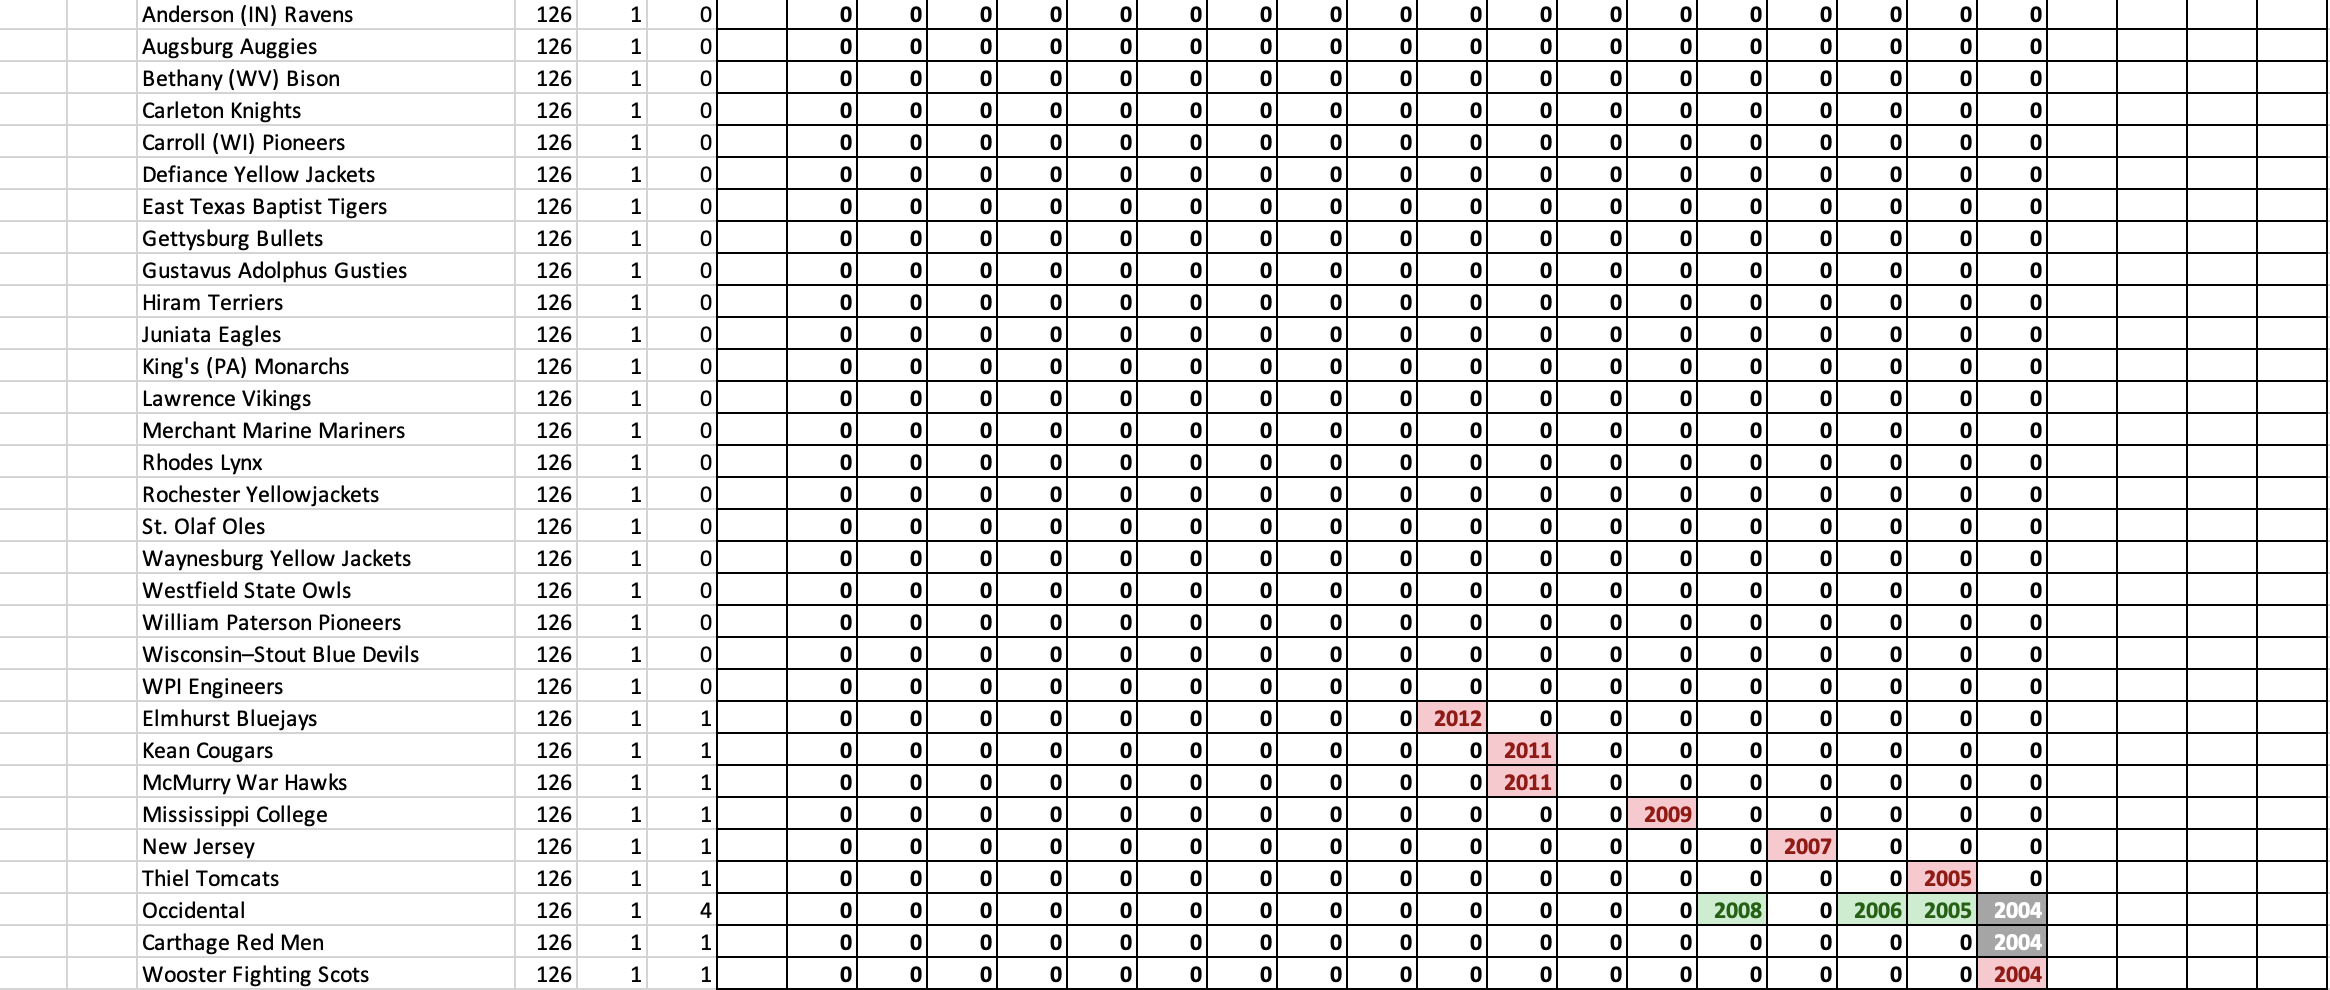 Anderson (IN) Ravens 126 1 0 0 0 0 0 0 0 0 0 0 0 0 0 0 0 0 0 0 0
Augsburg Auggies 126 1 0 0 0 0 0 0 0 0 0 0 0 0 0 0 0 0 0 0 0
Bethany (WV) Bison 126 1 0 0 0 0 0 0 0 0 0 0 0 0 0 0 0 0 0 0 0
Carleton Knights 126 1 0 0 0 0 0 0 0 0 0 0 0 0 0 0 0 0 0 0 0
Carroll (WI) Pioneers 126 1 0 0 0 0 0 0 0 0 0 0 0 0 0 0 0 0 0 0 0
Defiance Yellow Jackets 126 1 0 0 0 0 0 0 0 0 0 0 0 0 0 0 0 0 0 0 0
East Texas Baptist Tigers 126 1 0 0 0 0 0 0 0 0 0 0 0 0 0 0 0 0 0 0 0
Gettysburg Bullets 126 1 0 0 0 0 0 0 0 0 0 0 0 0 0 0 0 0 0 0 0
Gustavus Adolphus Gusties 126 1 0 0 0 0 0 0 0 0 0 0 0 0 0 0 0 0 0 0 0
Hiram Terriers 126 1 0 0 0 0 0 0 0 0 0 0 0 0 0 0 0 0 0 0 0
Juniata Eagles 126 1 0 0 0 0 0 0 0 0 0 0 0 0 0 0 0 0 0 0 0
King's (PA) Monarchs 126 1 0 0 0 0 0 0 0 0 0 0 0 0 0 0 0 0 0 0 0
Lawrence Vikings 126 1 0 0 0 0 0 0 0 0 0 0 0 0 0 0 0 0 0 0 0
Merchant Marine Mariners 126 1 0 0 0 0 0 0 0 0 0 0 0 0 0 0 0 0 0 0 0
Rhodes Lynx 126 1 0 0 0 0 0 0 0 0 0 0 0 0 0 0 0 0 0 0 0
Rochester Yellowjackets 126 1 0 0 0 0 0 0 0 0 0 0 0 0 0 0 0 0 0 0 0
St. Olaf Oles 126 1 0 0 0 0 0 0 0 0 0 0 0 0 0 0 0 0 0 0 0
Waynesburg Yellow Jackets 126 1 0 0 0 0 0 0 0 0 0 0 0 0 0 0 0 0 0 0 0
Westfield State Owls 126 1 0 0 0 0 0 0 0 0 0 0 0 0 0 0 0 0 0 0 0
William Paterson Pioneers 126 1 0 0 0 0 0 0 0 0 0 0 0 0 0 0 0 0 0 0 0
Wisconsin–Stout Blue Devils 126 1 0 0 0 0 0 0 0 0 0 0 0 0 0 0 0 0 0 0 0
WPI Engineers 126 1 0 0 0 0 0 0 0 0 0 0 0 0 0 0 0 0 0 0 0
Elmhurst Bluejays 126 1 1 0 0 0 0 0 0 0 0 0 2012 0 0 0 0 0 0 0 0
Kean Cougars 126 1 1 0 0 0 0 0 0 0 0 0 0 2011 0 0 0 0 0 0 0
McMurry War Hawks 126 1 1 0 0 0 0 0 0 0 0 0 0 2011 0 0 0 0 0 0 0
Mississippi College 126 1 1 0 0 0 0 0 0 0 0 0 0 0 0 2009 0 0 0 0 0
New Jersey 126 1 1 0 0 0 0 0 0 0 0 0 0 0 0 0 0 2007 0 0 0
Thiel Tomcats 126 1 1 0 0 0 0 0 0 0 0 0 0 0 0 0 0 0 0 2005 0
Occidental 126 1 4 0 0 0 0 0 0 0 0 0 0 0 0 0 2008 0 2006 2005 2004
Carthage Red Men 126 1 1 0 0 0 0 0 0 0 0 0 0 0 0 0 0 0 0 0 2004
Wooster Fighting Scots 126 1 1 0 0 0 0 0 0 0 0 0 0 0 0 0 0 0 0 0 2004